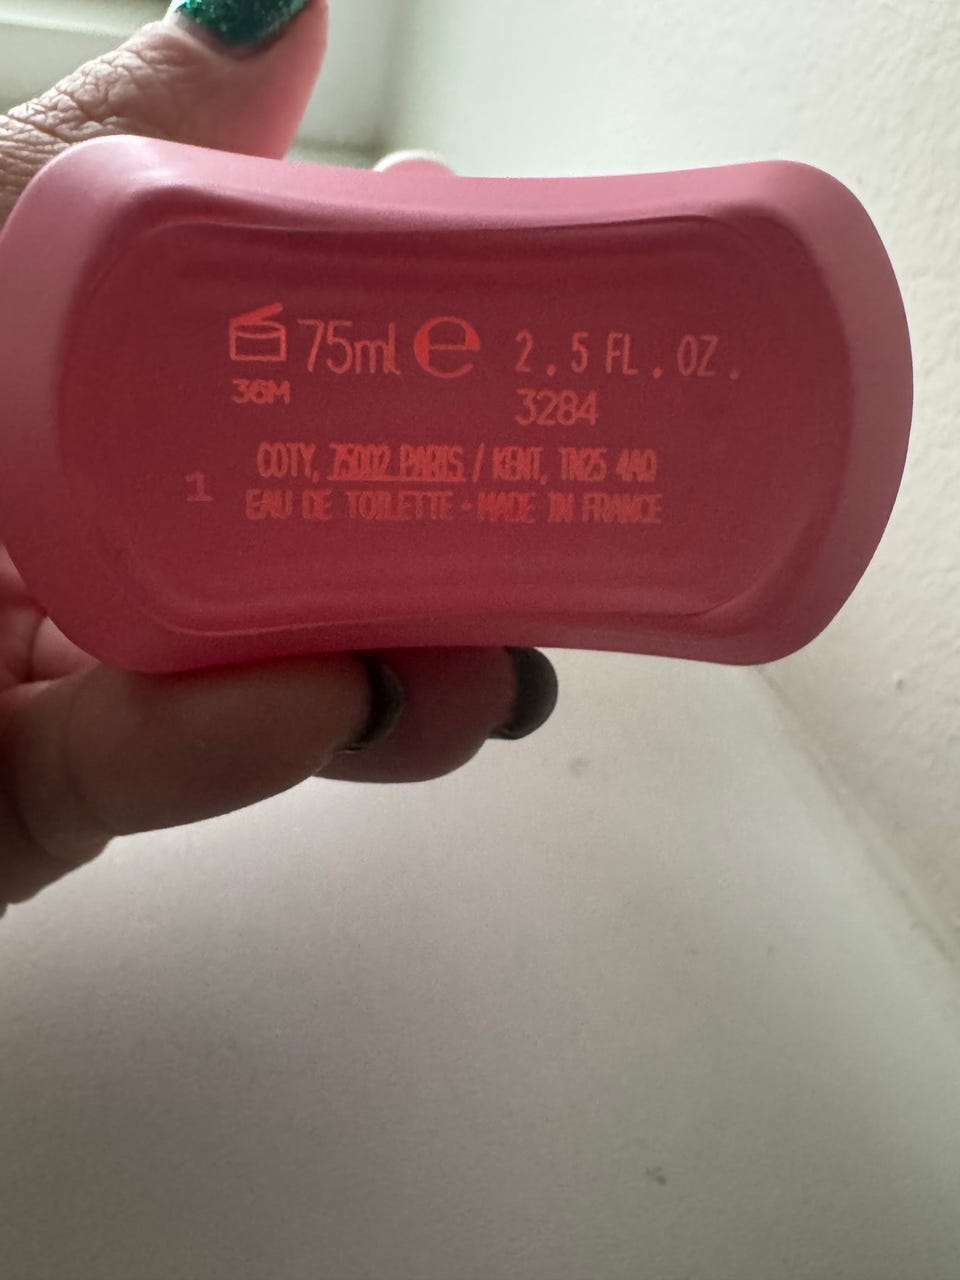 75ml e 2.5 FL. OZ.
36M 3284
COTY, 75002 PARIS / KENT, TN25 4AQ
1
EAU DE TOILETTE - MADE IN FRANCE